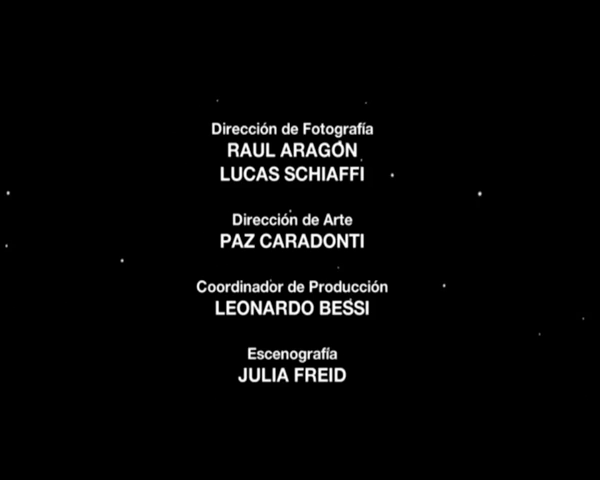 Dirección de Fotografía
RAUL ARAGÓN
LUCAS SCHIAFFI
Dirección de Arte
PAZ CARADONTI
Coordinador de Producción
LEONARDO BESSI
Escenografía
JULIA FREID